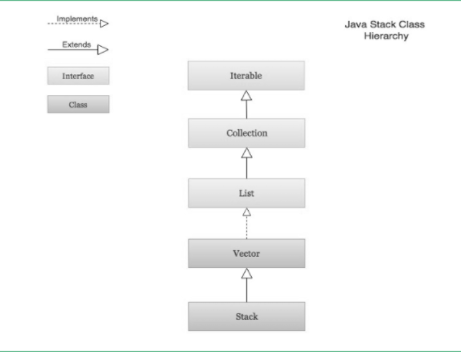 Implements
Extends
Interface
Class
Java Stack Class
Hierarchy
Iterable
Collection
List
Vector
Stack